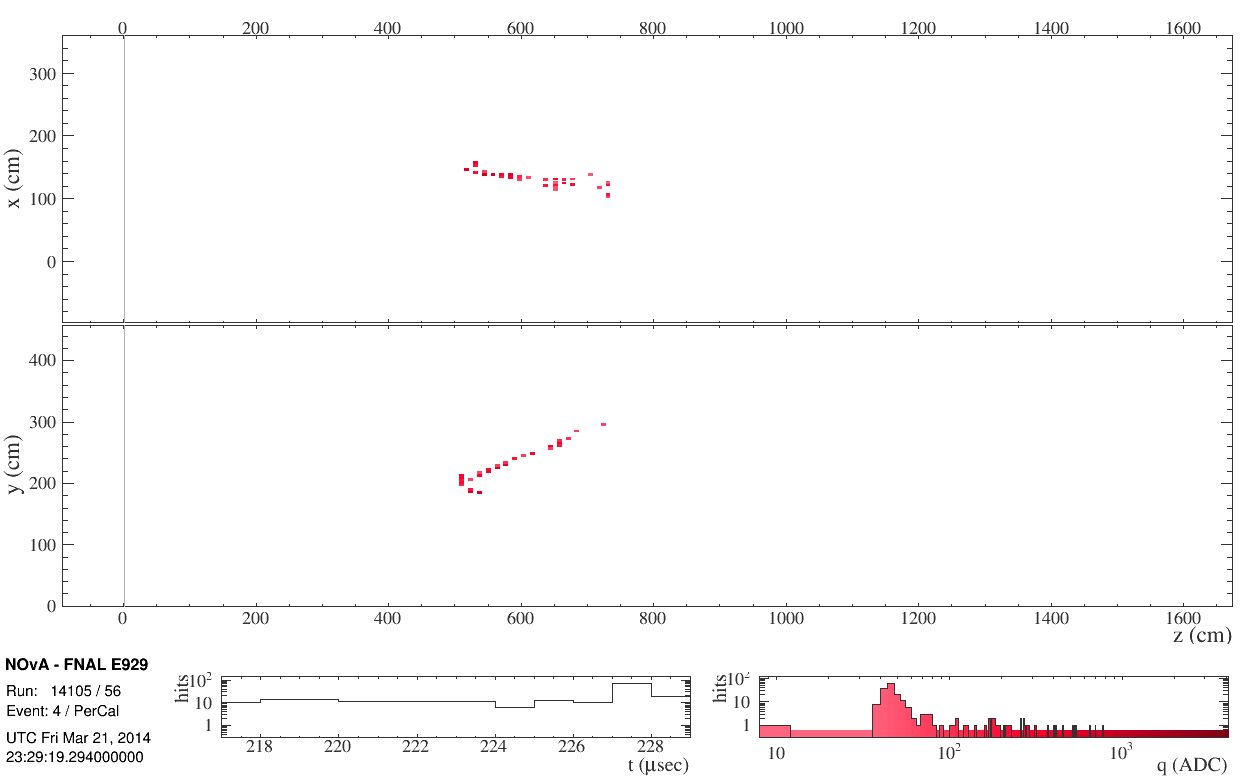 0 200 400 600 800 1000 1200 1400 1600
300
200
100
0
x (cm)
400
300
200
100
0
y (cm)
0 200 400 600 800 1000 1200 1400 1600
z (cm)
NOvA - FNAL E929
Run: 14105 / 56
Event: 4 / PerCal
UTC Fri Mar 21, 2014
23:29:19.294000000
hits
10²
10
1
218 220 222 224 226 228
t (μsec)
hits
10²
10
1
10 10² 10³
q (ADC)